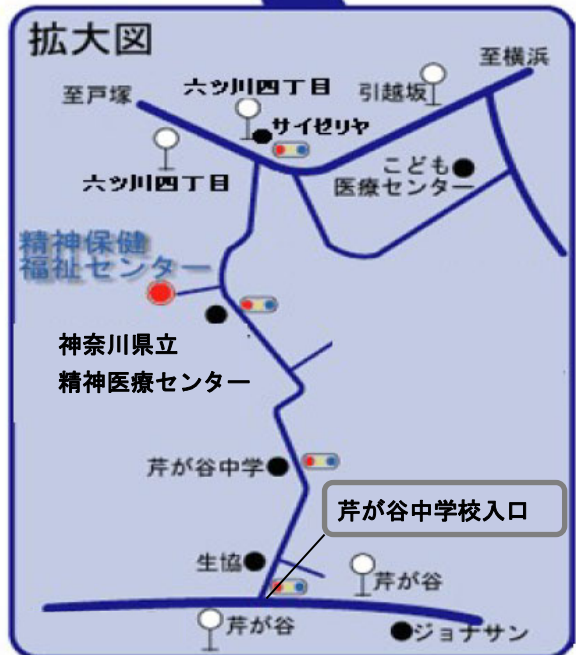 拡大図
至横浜
至戸塚
六ツ川四丁目
引越坂
サイゼリヤ
六ツ川四丁目
こども
医療センター
精神保健
福祉センター
神奈川県立
精神医療センター
芹が谷中学
芹が谷中学校入口
生協
芹が谷
芹が谷
ジョナサン